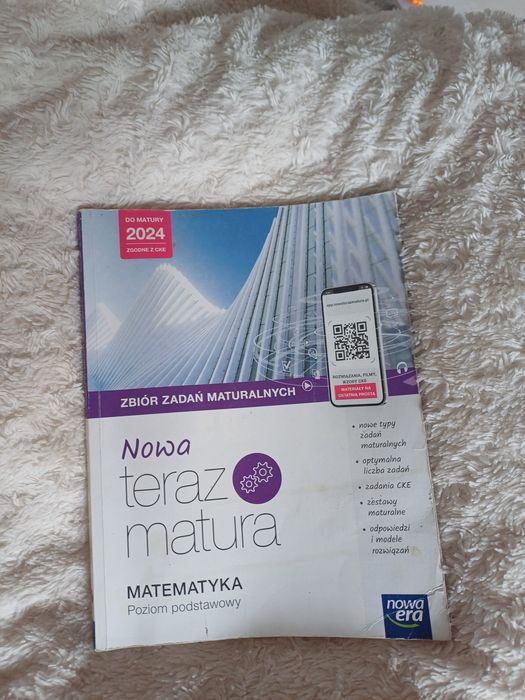 DO MATURY
2024
ZGODNE Z CKE
ROZWIĄZANIA, FILMY,
WZORY CKE
MATERIAŁY NA
OSTATNIĄ PROSTĄ
ZBIÓR ZADAŃ MATURALNYCH
Nowa
teraz
matura
MATEMATYKA
Poziom podstawowy
• nowe typy
zadań
maturalnych
• optymalna
liczba zadań
• zadania CKE
• zestawy
maturalne
• odpowiedzi
i modele
rozwiązań
nowa
era